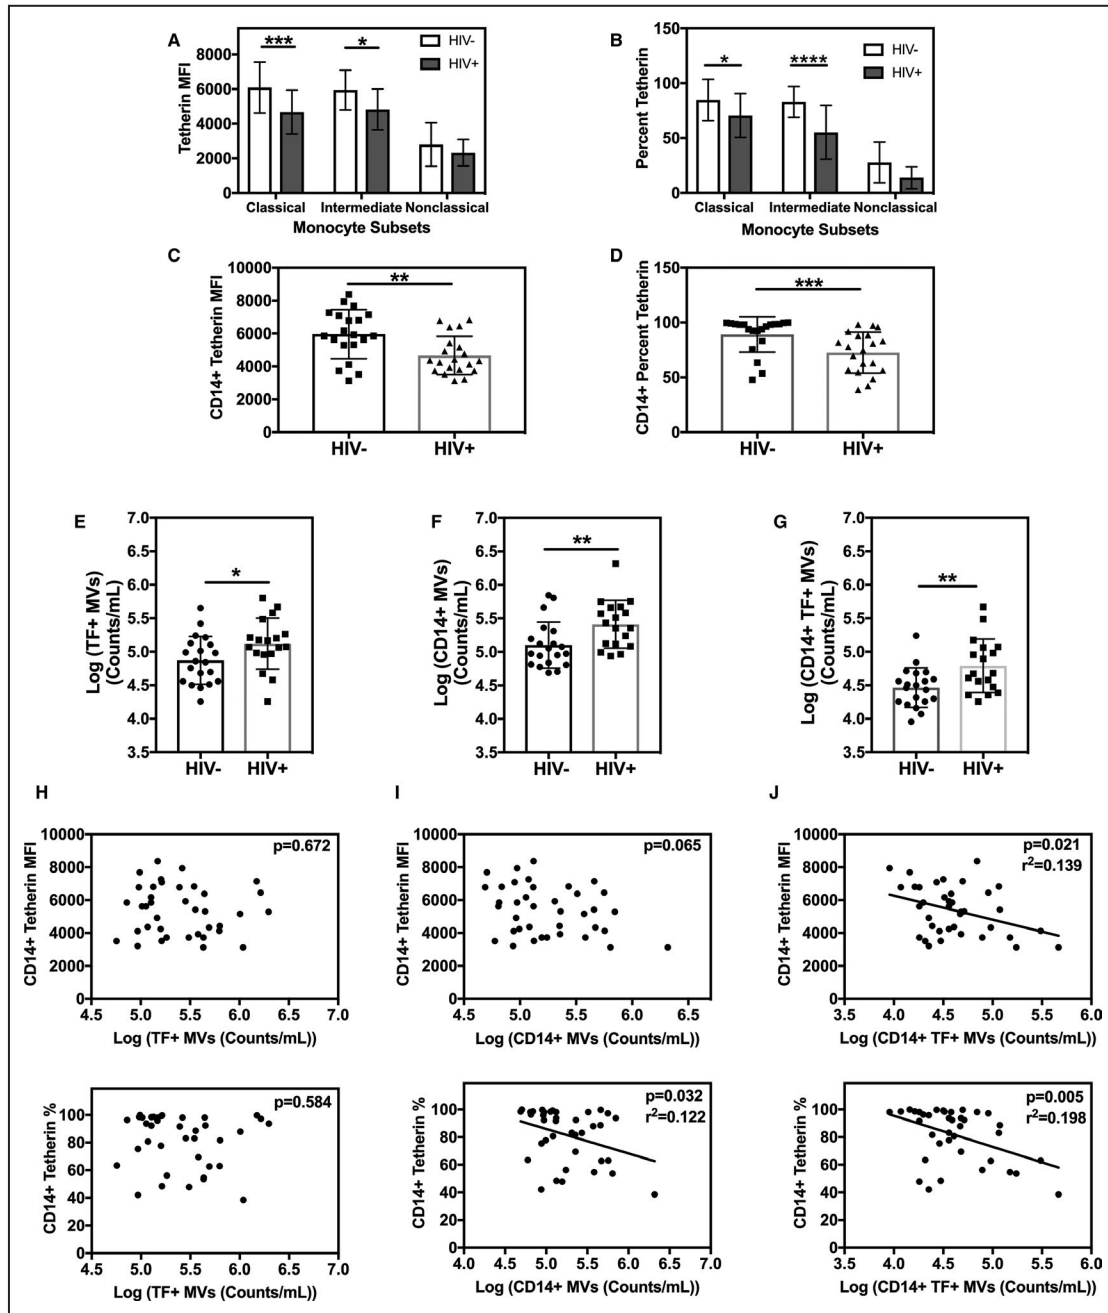 A
Tetherin MFI
8000
6000
4000
2000
0
***
*
HIV-
HIV+
Classical Intermediate Nonclassical
Monocyte Subsets
B
Percent Tetherin
150
100
50
0
*
****
HIV-
HIV+
Classical Intermediate Nonclassical
Monocyte Subsets
C
CD14+ Tetherin MFI
10000
8000
6000
4000
2000
0
**
HIV- HIV+
D
CD14+ Percent Tetherin
150
100
50
0
***
HIV- HIV+
E
Log (TF+ MVs)
(Counts/mL)
7.0
6.5
6.0
5.5
5.0
4.5
4.0
3.5
*
HIV- HIV+
F
Log (CD14+ MVs)
(Counts/mL)
7.0
6.5
6.0
5.5
5.0
4.5
4.0
3.5
**
HIV- HIV+
G
Log (CD14+ TF+ MVs)
(Counts/mL)
7.0
6.5
6.0
5.5
5.0
4.5
4.0
3.5
**
HIV- HIV+
H
CD14+ Tetherin MFI
10000
8000
6000
4000
2000
0
p=0.672
4.5 5.0 5.5 6.0 6.5 7.0
Log (TF+ MVs (Counts/mL))
I
CD14+ Tetherin MFI
10000
8000
6000
4000
2000
0
p=0.065
4.5 5.0 5.5 6.0 6.5
Log (CD14+ MVs (Counts/mL))
J
CD14+ Tetherin MFI
10000
8000
6000
4000
2000
0
p=0.021
r²=0.139
3.5 4.0 4.5 5.0 5.5 6.0
Log (CD14+ TF+ MVs (Counts/mL))
CD14+ Tetherin %
100
80
60
40
20
0
p=0.584
4.5 5.0 5.5 6.0 6.5 7.0
Log (TF+ MVs (Counts/mL))
CD14+ Tetherin %
100
80
60
40
20
0
p=0.032
r²=0.122
4.0 4.5 5.0 5.5 6.0 6.5 7.0
Log (CD14+ MVs (Counts/mL))
CD14+ Tetherin %
100
80
60
40
20
0
p=0.005
r²=0.198
3.5 4.0 4.5 5.0 5.5 6.0
Log (CD14+ TF+ MVs (Counts/mL))